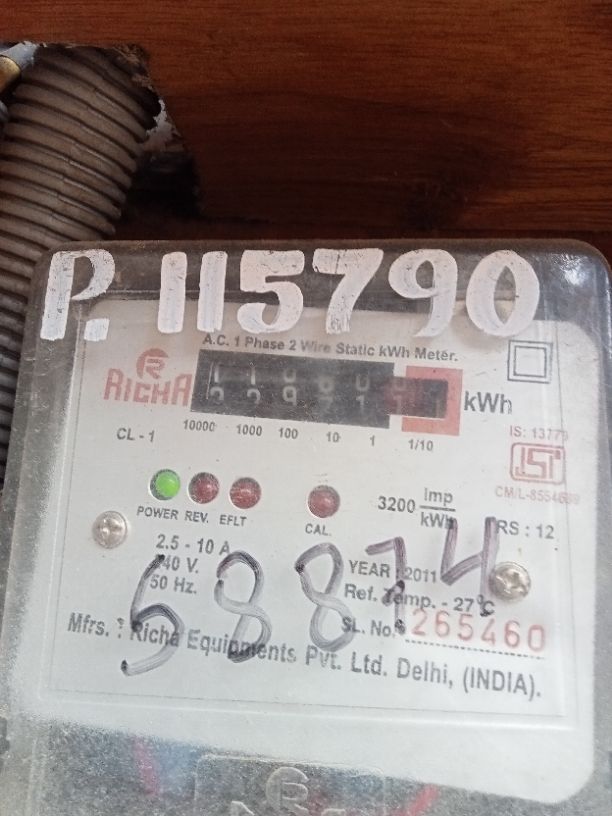 P. 115790
A.C. 1 Phase 2 Wire Static kWh Meter.
R
RICHA
kWh
CL - 1
10000 1000 100 10 1 1/10
IS: 13779
ISI
CM/L-
POWER REV. EFLT
CAL.
3200 Imp/kWh
RS : 12
2.5 - 10 A
240 V.
50 Hz.
YEAR : 2011
Ref. Temp. - 27°C
58874
SL. No. 265460
Mfrs. : Richa Equipments Pvt. Ltd. Delhi, (INDIA).
R